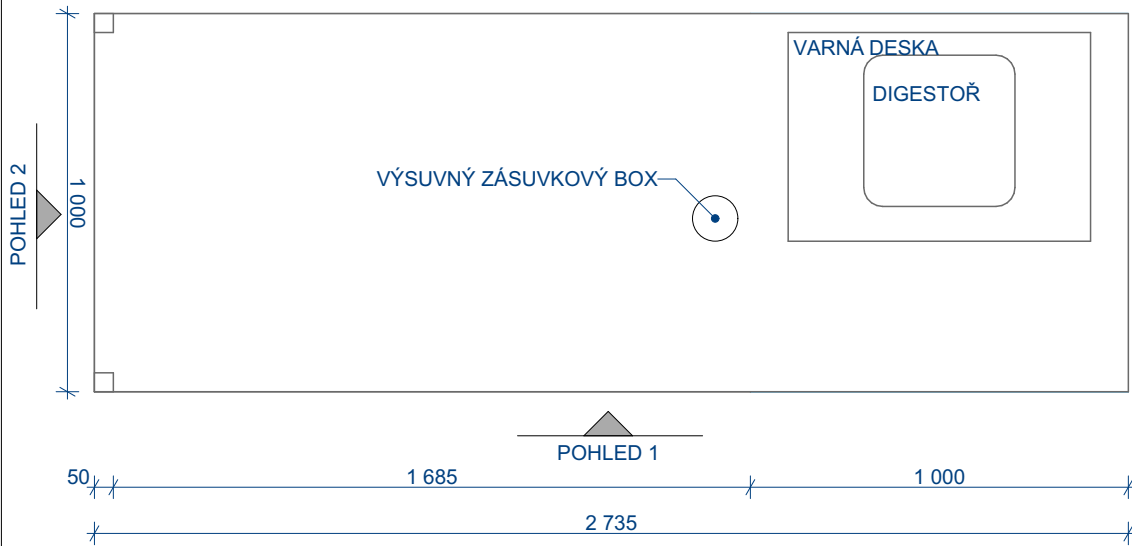 VARNÁ DESKA
DIGESTOŘ
VÝSUVNÝ ZÁSUVKOVÝ BOX
POHLED 2
1 000
POHLED 1
50
1 685
1 000
2 735